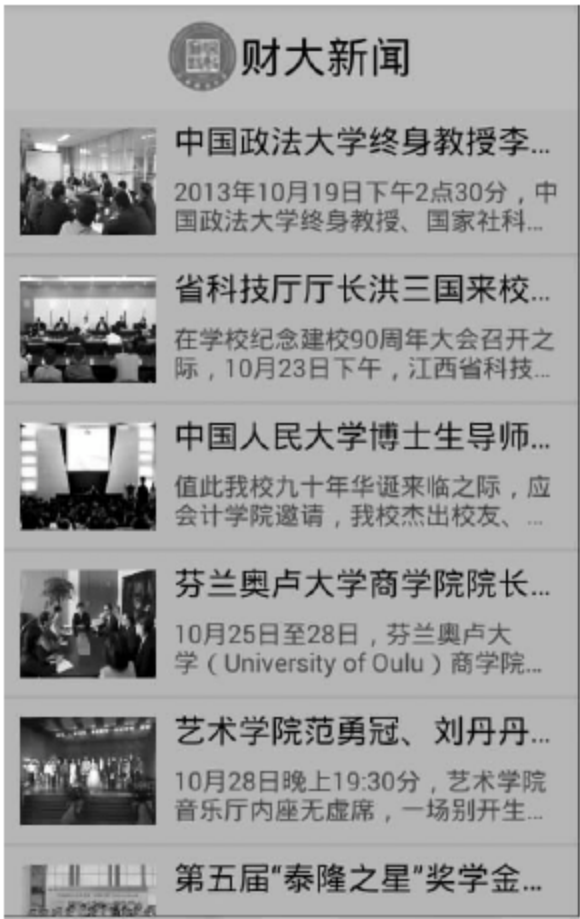 财大新闻
中国政法大学终身教授李...
2013年10月19日下午2点30分，中
国政法大学终身教授、国家社科...
省科技厅厅长洪三国来校...
在学校纪念建校90周年大会召开之
际，10月23日下午，江西省科技...
中国人民大学博士生导师...
值此我校九十年华诞来临之际，应
会计学院邀请，我校杰出校友、...
芬兰奥卢大学商学院院长...
10月25日至28日，芬兰奥卢大
学（University of Oulu）商学院...
艺术学院范勇冠、刘丹丹...
10月28日晚上19:30分，艺术学院
音乐厅内座无虚席，一场别开生...
第五届“泰隆之星”奖学金...